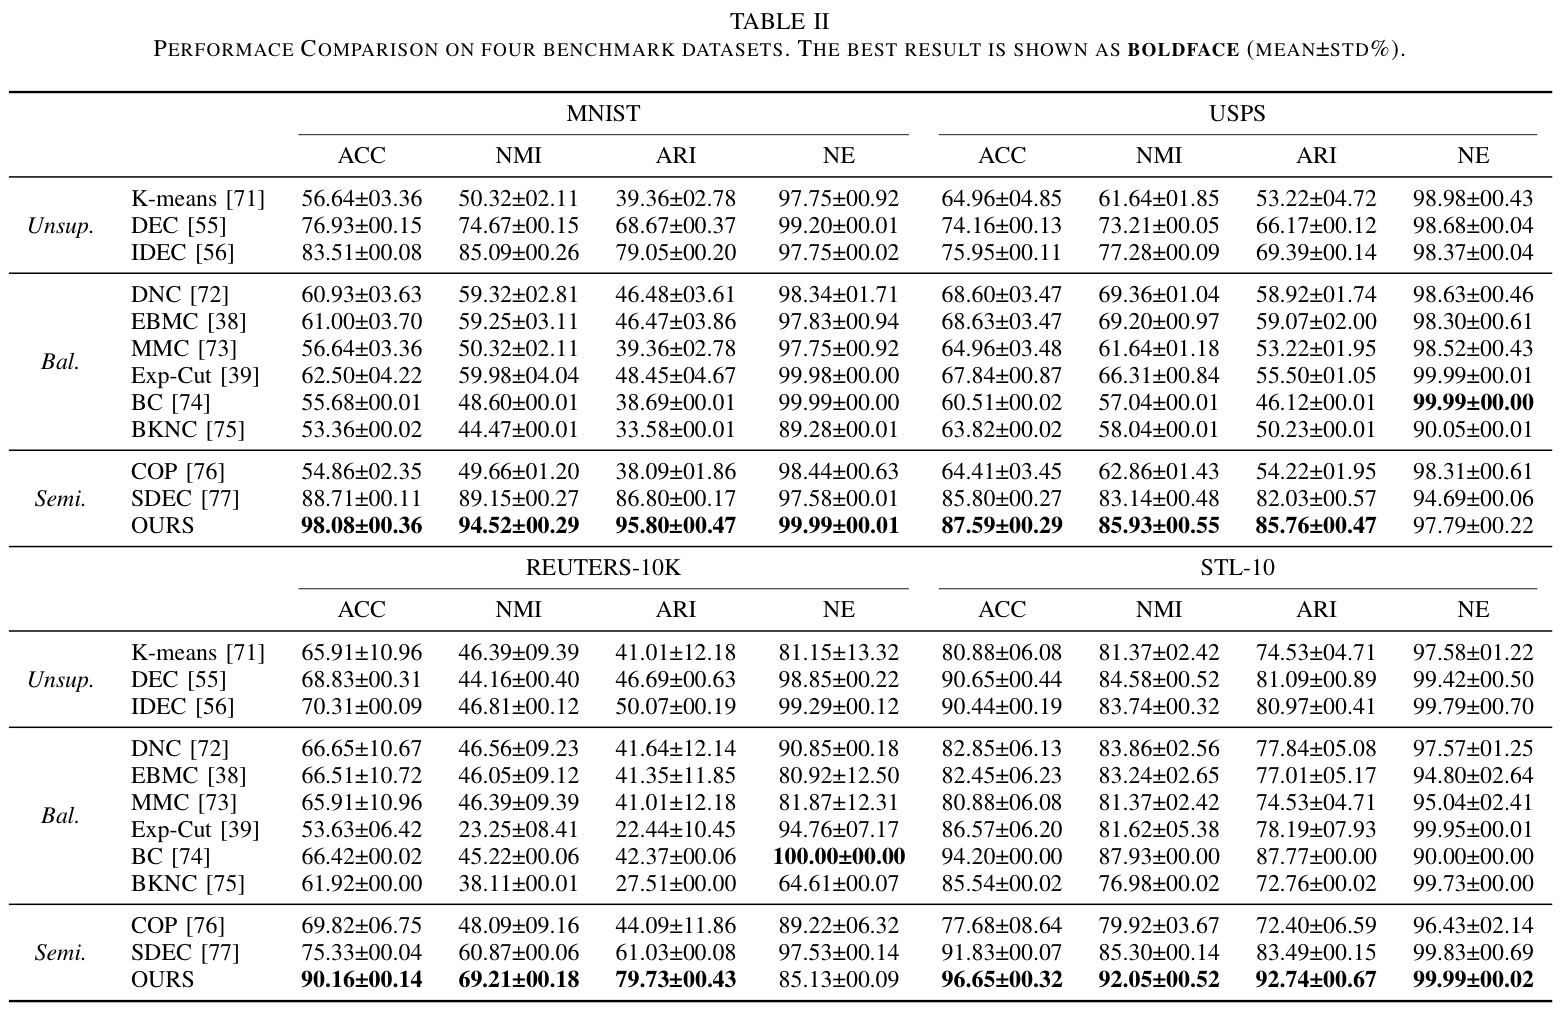 TABLE II
PERFORMACE COMPARISON ON FOUR BENCHMARK DATASETS. THE BEST RESULT IS SHOWN AS BOLDFACE (MEAN±STD%).
MNIST USPS
ACC NMI ARI NE ACC NMI ARI NE
Unsup.
K-means [71] 56.64±03.36 50.32±02.11 39.36±02.78 97.75±00.92 64.96±04.85 61.64±01.85 53.22±04.72 98.98±00.43
DEC [55] 76.93±00.15 74.67±00.15 68.67±00.37 99.20±00.01 74.16±00.13 73.21±00.05 66.17±00.12 98.68±00.04
IDEC [56] 83.51±00.08 85.09±00.26 79.05±00.20 97.75±00.02 75.95±00.11 77.28±00.09 69.39±00.14 98.37±00.04
Bal.
DNC [72] 60.93±03.63 59.32±02.81 46.48±03.61 98.34±01.71 68.60±03.47 69.36±01.04 58.92±01.74 98.63±00.46
EBMC [38] 61.00±03.70 59.25±03.11 46.47±03.86 97.83±00.94 68.63±03.47 69.20±00.97 59.07±02.00 98.30±00.61
MMC [73] 56.64±03.36 50.32±02.11 39.36±02.78 97.75±00.92 64.96±03.48 61.64±01.18 53.22±01.95 98.52±00.43
Exp-Cut [39] 62.50±04.22 59.98±04.04 48.45±04.67 99.98±00.00 67.84±00.87 66.31±00.84 55.50±01.05 99.99±00.01
BC [74] 55.68±00.01 48.60±00.01 38.69±00.01 99.99±00.00 60.51±00.02 57.04±00.01 46.12±00.01 99.99±00.00
BKNC [75] 53.36±00.02 44.47±00.01 33.58±00.01 89.28±00.01 63.82±00.02 58.04±00.01 50.23±00.01 90.05±00.01
Semi.
COP [76] 54.86±02.35 49.66±01.20 38.09±01.86 98.44±00.63 64.41±03.45 62.86±01.43 54.22±01.95 98.31±00.61
SDEC [77] 88.71±00.11 89.15±00.27 86.80±00.17 97.58±00.01 85.80±00.27 83.14±00.48 82.03±00.57 94.69±00.06
OURS 98.08±00.36 94.52±00.29 95.80±00.47 99.99±00.01 87.59±00.29 85.93±00.55 85.76±00.47 97.79±00.22
REUTERS-10K STL-10
ACC NMI ARI NE ACC NMI ARI NE
Unsup.
K-means [71] 65.91±10.96 46.39±09.39 41.01±12.18 81.15±13.32 80.88±06.08 81.37±02.42 74.53±04.71 97.58±01.22
DEC [55] 68.83±00.31 44.16±00.40 46.69±00.63 98.85±00.22 90.65±00.44 84.58±00.52 81.09±00.89 99.42±00.50
IDEC [56] 70.31±00.09 46.81±00.12 50.07±00.19 99.29±00.12 90.44±00.19 83.74±00.32 80.97±00.41 99.79±00.70
Bal.
DNC [72] 66.65±10.67 46.56±09.23 41.64±12.14 90.85±00.18 82.85±06.13 83.86±02.56 77.84±05.08 97.57±01.25
EBMC [38] 66.51±10.72 46.05±09.12 41.35±11.85 80.92±12.50 82.45±06.23 83.24±02.65 77.01±05.17 94.80±02.64
MMC [73] 65.91±10.96 46.39±09.39 41.01±12.18 81.87±12.31 80.88±06.08 81.37±02.42 74.53±04.71 95.04±02.41
Exp-Cut [39] 53.63±06.42 23.25±08.41 22.44±10.45 94.76±07.17 86.57±06.20 81.62±05.38 78.19±07.93 99.95±00.01
BC [74] 66.42±00.02 45.22±00.06 42.37±00.06 100.00±00.00 94.20±00.00 87.93±00.00 87.77±00.00 90.00±00.00
BKNC [75] 61.92±00.00 38.11±00.01 27.51±00.00 64.61±00.07 85.54±00.02 76.98±00.02 72.76±00.02 99.73±00.00
Semi.
COP [76] 69.82±06.75 48.09±09.16 44.09±11.86 89.22±06.32 77.68±08.64 79.92±03.67 72.40±06.59 96.43±02.14
SDEC [77] 75.33±00.04 60.87±00.06 61.03±00.08 97.53±00.14 91.83±00.07 85.30±00.14 83.49±00.15 99.83±00.69
OURS 90.16±00.14 69.21±00.18 79.73±00.43 85.13±00.09 96.65±00.32 92.05±00.52 92.74±00.67 99.99±00.02